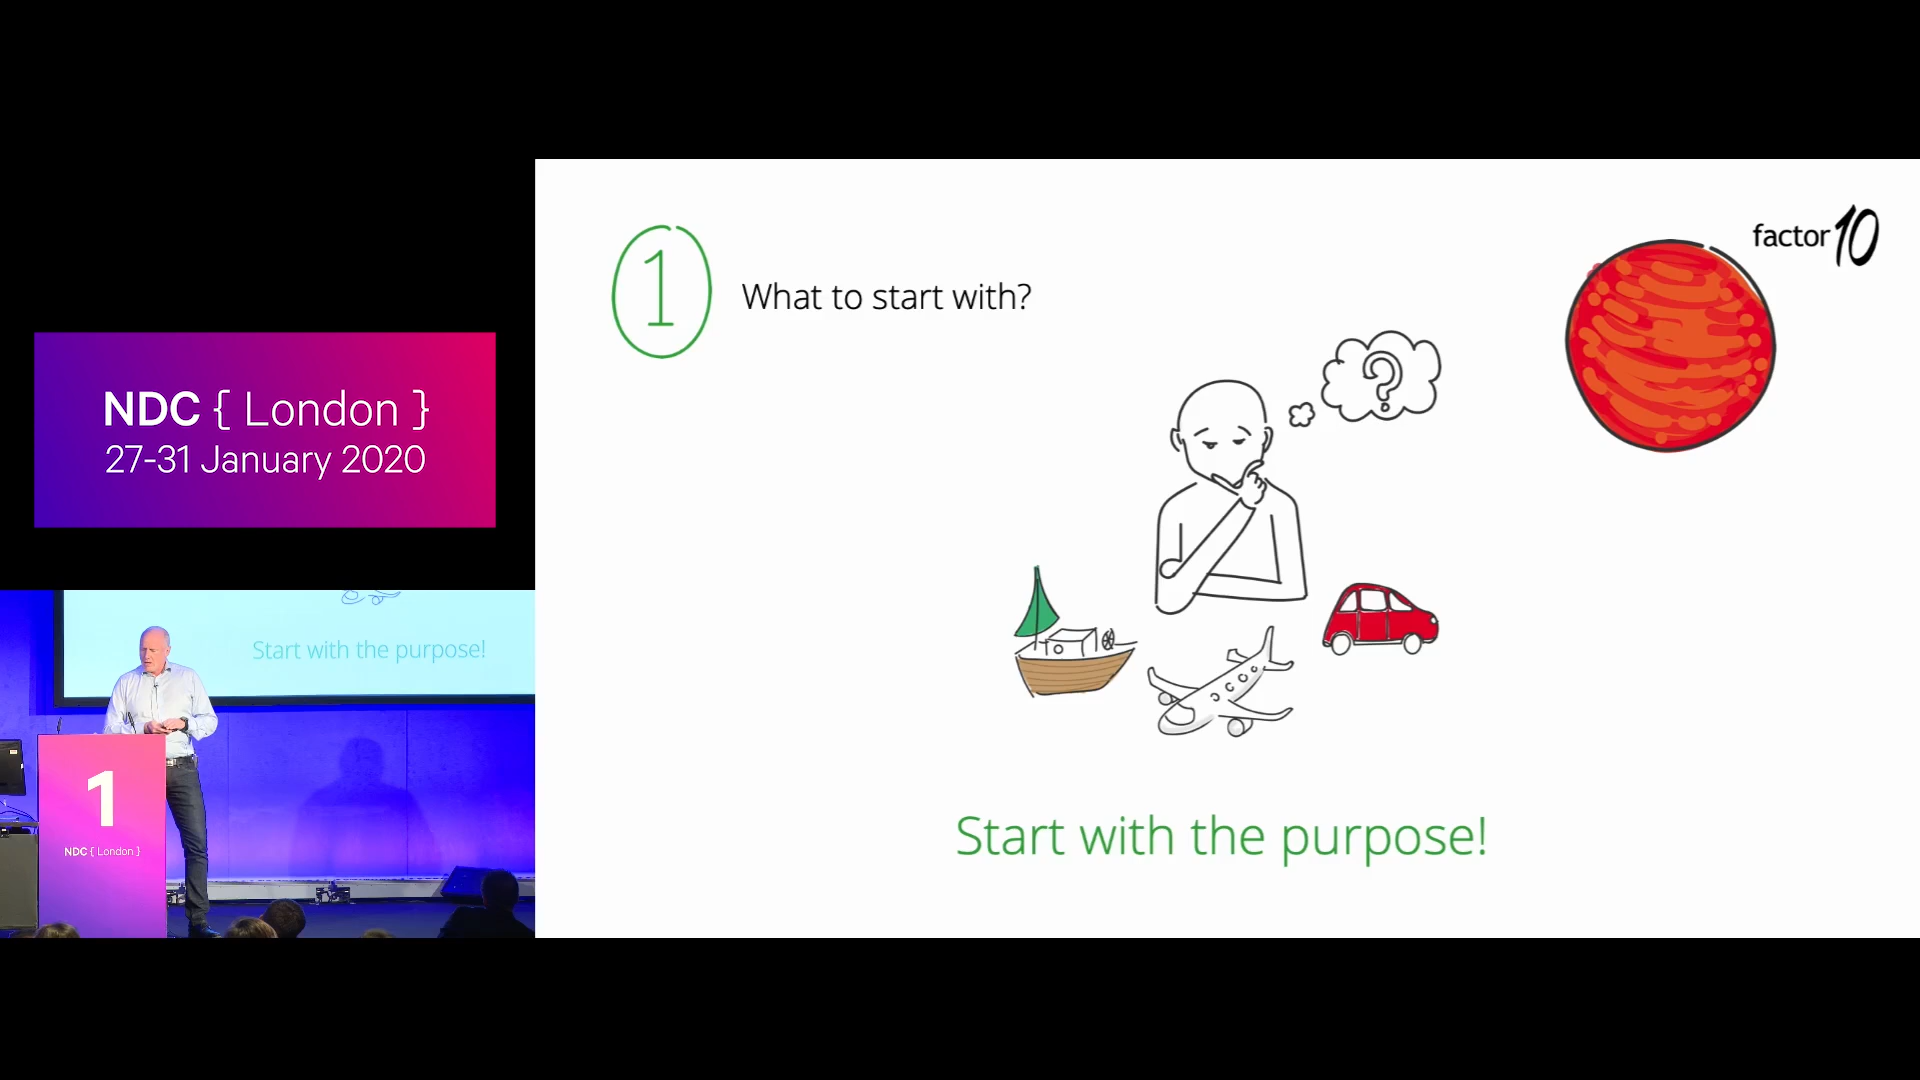 NDC { London }
27-31 January 2020
Start with the purpose!
1
NDC { London }
1
What to start with?
factor10
?
Start with the purpose!